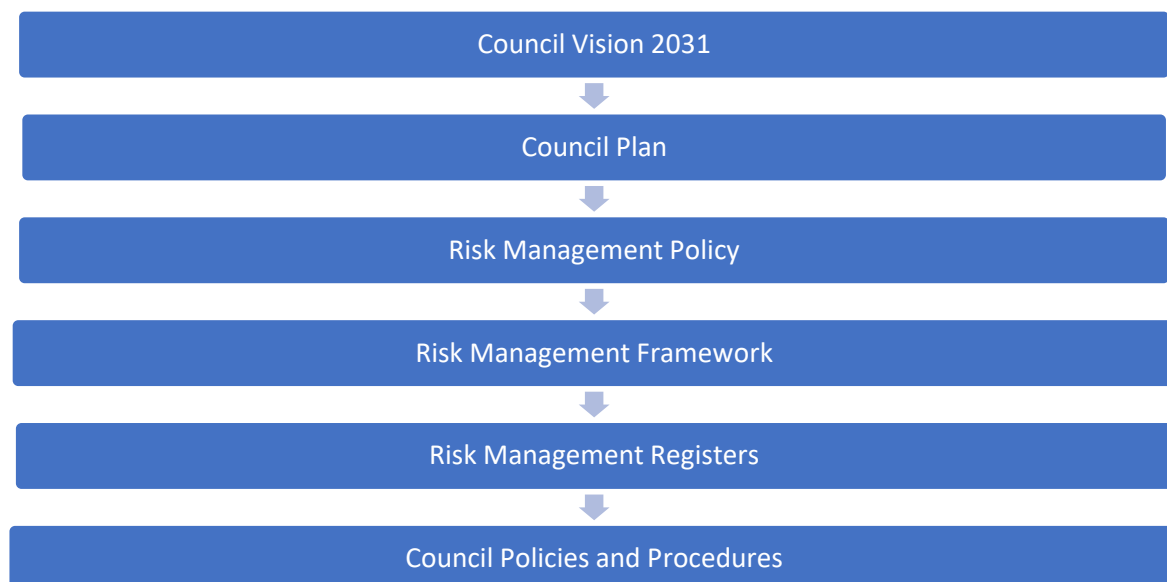 Council Vision 2031
Council Plan
Risk Management Policy
Risk Management Framework
Risk Management Registers
Council Policies and Procedures